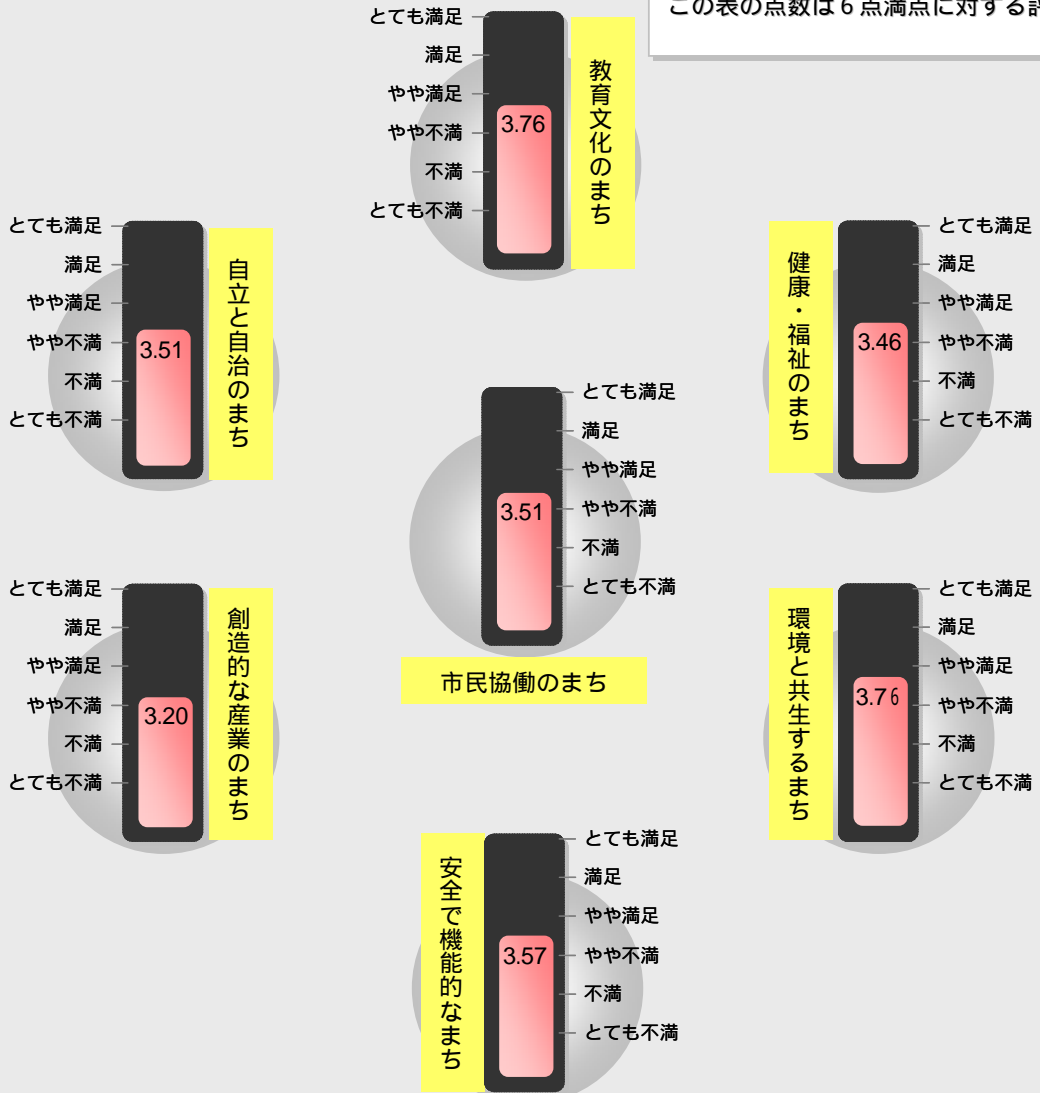 この表の点数は6点満点に対する評
とても満足
満足
やや満足
やや不満
不満
とても不満
3.76
教育文化のまち
とても満足
満足
やや満足
やや不満
不満
とても不満
3.51
自立と自治のまち
健康・福祉のまち
3.46
とても満足
満足
やや満足
やや不満
不満
とても不満
3.51
とても満足
満足
やや満足
やや不満
不満
とても不満
市民協働のまち
とても満足
満足
やや満足
やや不満
不満
とても不満
3.20
創造的な産業のまち
環境と共生するまち
3.76
とても満足
満足
やや満足
やや不満
不満
とても不満
安全で機能的なまち
3.57
とても満足
満足
やや満足
やや不満
不満
とても不満